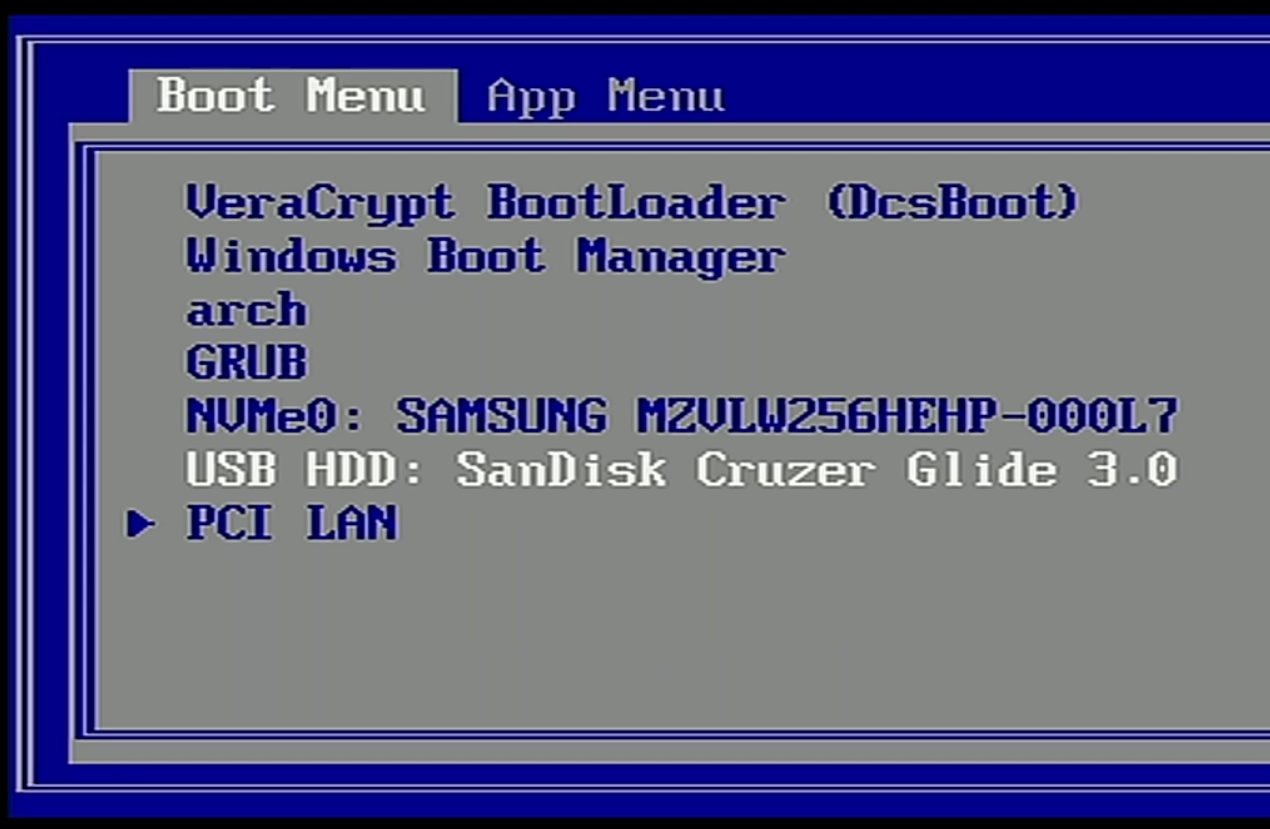 Boot Menu App Menu
VeraCrypt BootLoader (DcsBoot)
Windows Boot Manager
arch
GRUB
NVMe0: SAMSUNG MZVLW256HEHP-000L7
USB HDD: SanDisk Cruzer Glide 3.0
PCI LAN